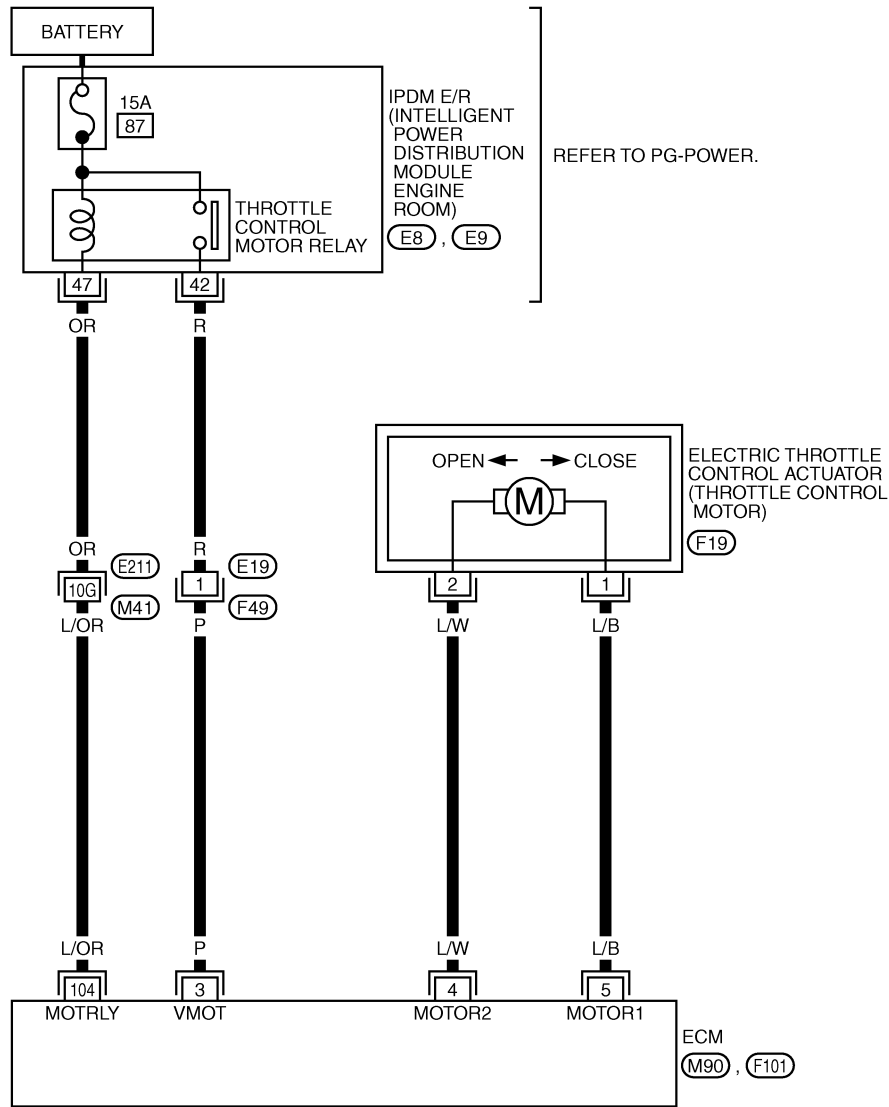 BATTERY
15A
87
IPDM E/R
(INTELLIGENT
POWER
DISTRIBUTION
MODULE
ENGINE
ROOM)
E8 , E9
REFER TO PG-POWER.
THROTTLE
CONTROL
MOTOR RELAY
47 42
OR R
OPEN CLOSE
M
ELECTRIC THROTTLE
CONTROL ACTUATOR
(THROTTLE CONTROL
MOTOR)
F19
OR R
E211 E19
10G 1 2 1
M41 F49
L/OR P L/W L/B
L/OR P L/W L/B
104 3 4 5
MOTRLY VMOT MOTOR2 MOTOR1
ECM
M90 , F101